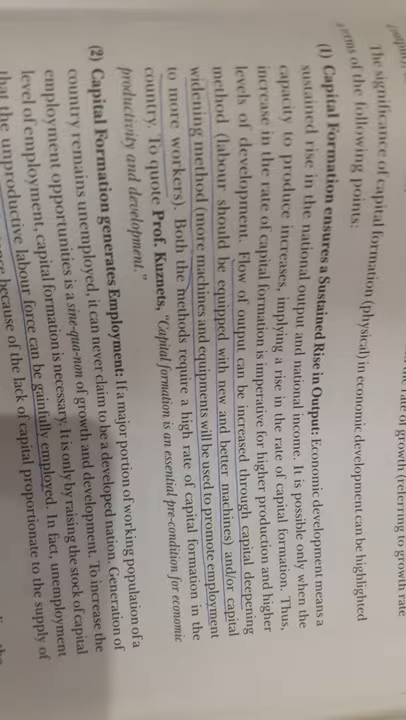 rate of growth (referring to growth rate
The significance of capital formation (physical) in economic development can be highlighted
terms of the following points:
(1) Capital Formation ensures a Sustained Rise in Output: Economic development means a
sustained rise in the national output and national income. It is possible only when the
capacity to produce increases, implying a rise in the rate of capital formation. Thus,
increase in the rate of capital formation is imperative for higher production and higher
levels of development. Flow of output can be increased through capital deepening
method (labour should be equipped with new and better machines) and/or capital
widening method (more machines and equipments will be used to promote employment
to more workers). Both the methods require a high rate of capital formation in the
country. To quote Prof. Kuznets, "Capital formation is an essential pre-condition for economic
productivity and development."
(2) Capital Formation generates Employment: If a major portion of working population of a
country remains unemployed, it can never claim to be a developed nation. Generation of
employment opportunities is a sine-qua-non of growth and development. To increase the
level of employment, capital formation is necessary. It is only by raising the stock of capital
that the unproductive labour force can be gainfully employed. In fact, unemployment
because of the lack of capital proportionate to the supply of